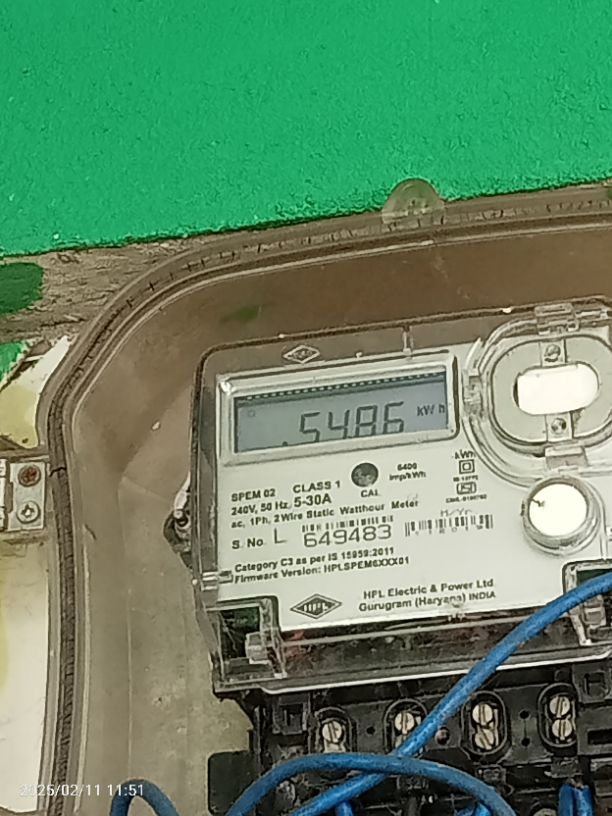 5486 kWh
SPEM 02 CLASS 1
240V, 50 Hz, 5-30A
CAL
6400
imp/kWh
kWh
ac, 1Ph, 2Wire Static Watthour Meter
S. No. L 649483
Category C3 as per IS 15959:2011
Firmware Version: HPLSPEM6XXX01
HPL
HPL Electric & Power Ltd
Gurugram (Haryana) INDIA
2025/02/11 11:51